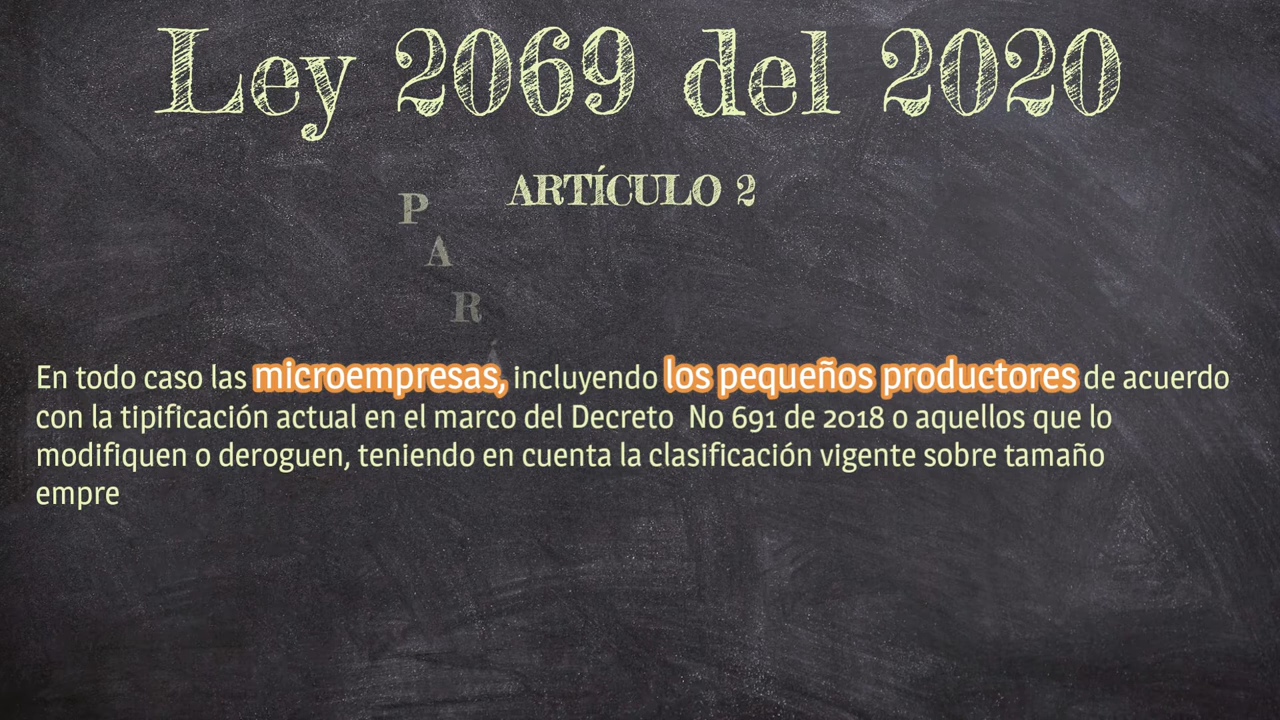 Ley 2069 del 2020
ARTÍCULO 2
P
A
R
Á
En todo caso las microempresas, incluyendo los pequeños productores de acuerdo
con la tipificación actual en el marco del Decreto No 691 de 2018 o aquellos que lo
modifiquen o deroguen, teniendo en cuenta la clasificación vigente sobre tamaño
empre